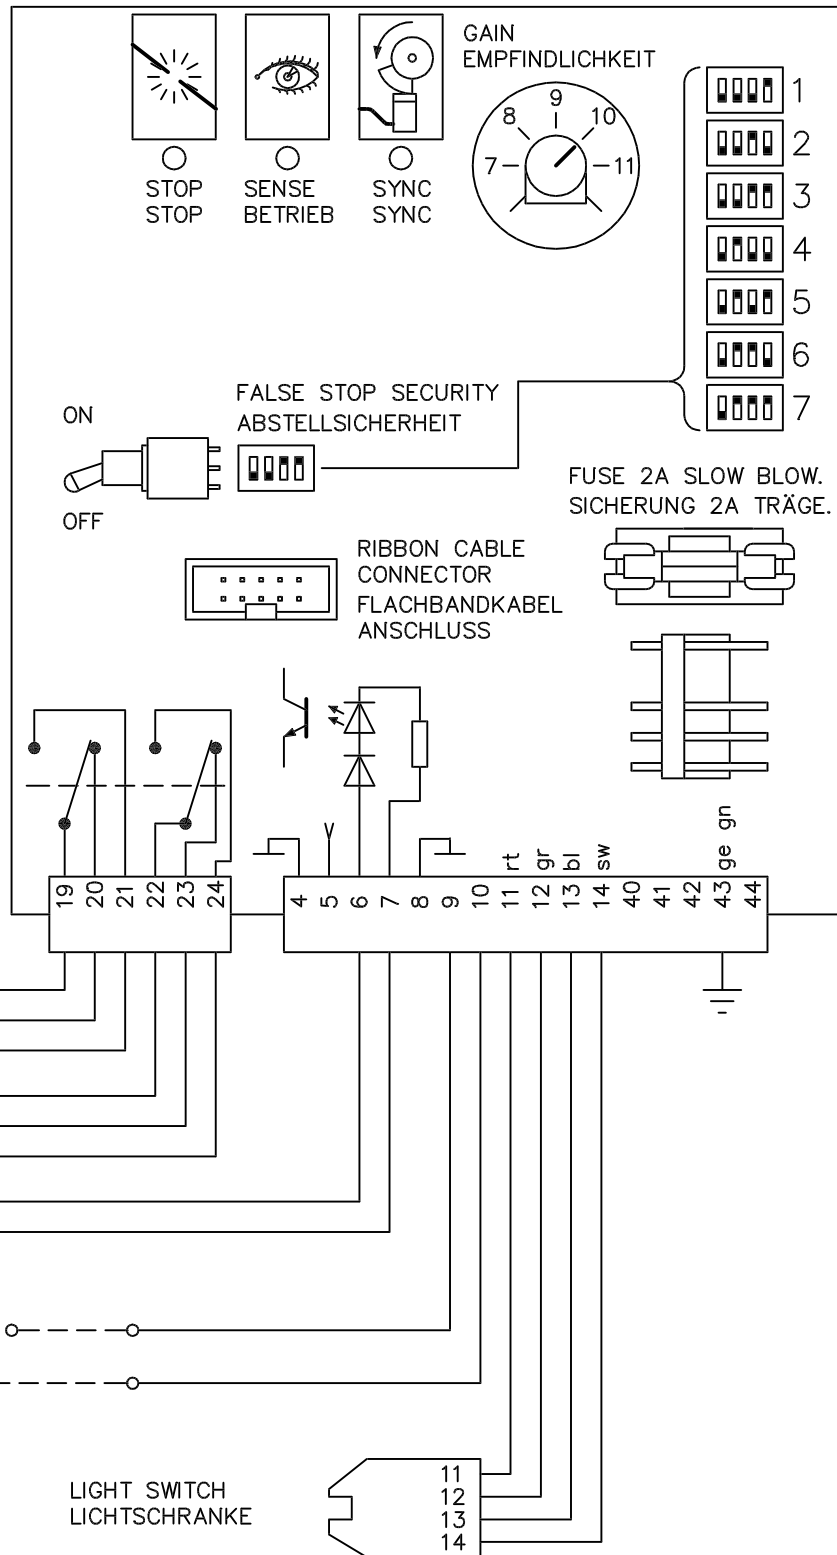 GAIN
EMPFINDLICHKEIT
7 8 9 10 11
STOP
STOP
SENSE
BETRIEB
SYNC
SYNC
1
2
3
4
5
6
7
ON
OFF
FALSE STOP SECURITY
ABSTELLSICHERHEIT
FUSE 2A SLOW BLOW.
SICHERUNG 2A TRÄGE.
RIBBON CABLE
CONNECTOR
FLACHBANDKABEL
ANSCHLUSS
rt gr bl sw ge gn
19 20 21 22 23 24
4 5 6 7 8 9 10 11 12 13 14 40 41 42 43 44
LIGHT SWITCH
LICHTSCHRANKE
11
12
13
14